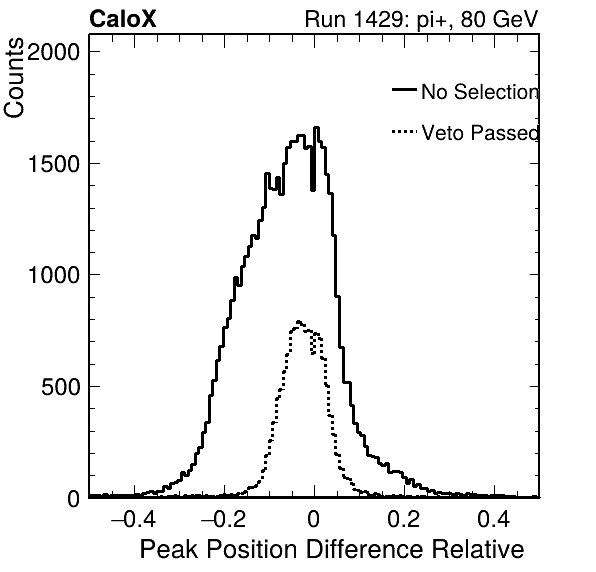 CaloX Run 1429: pi+, 80 GeV
Counts
2000
1500
1000
500
0
No Selection
Veto Passed
−0.4 −0.2 0 0.2 0.4
Peak Position Difference Relative